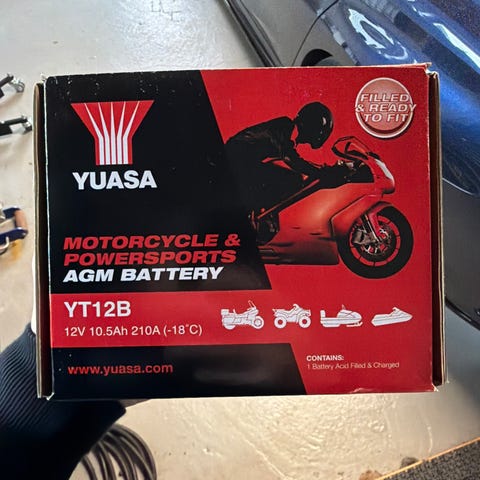 YUASA
FILLED
& READY
TO FIT
MOTORCYCLE &
POWERSPORTS
AGM BATTERY
YT12B
12V 10.5Ah 210A (-18°C)
www.yuasa.com
CONTAINS:
1 Battery Acid Filled & Charged